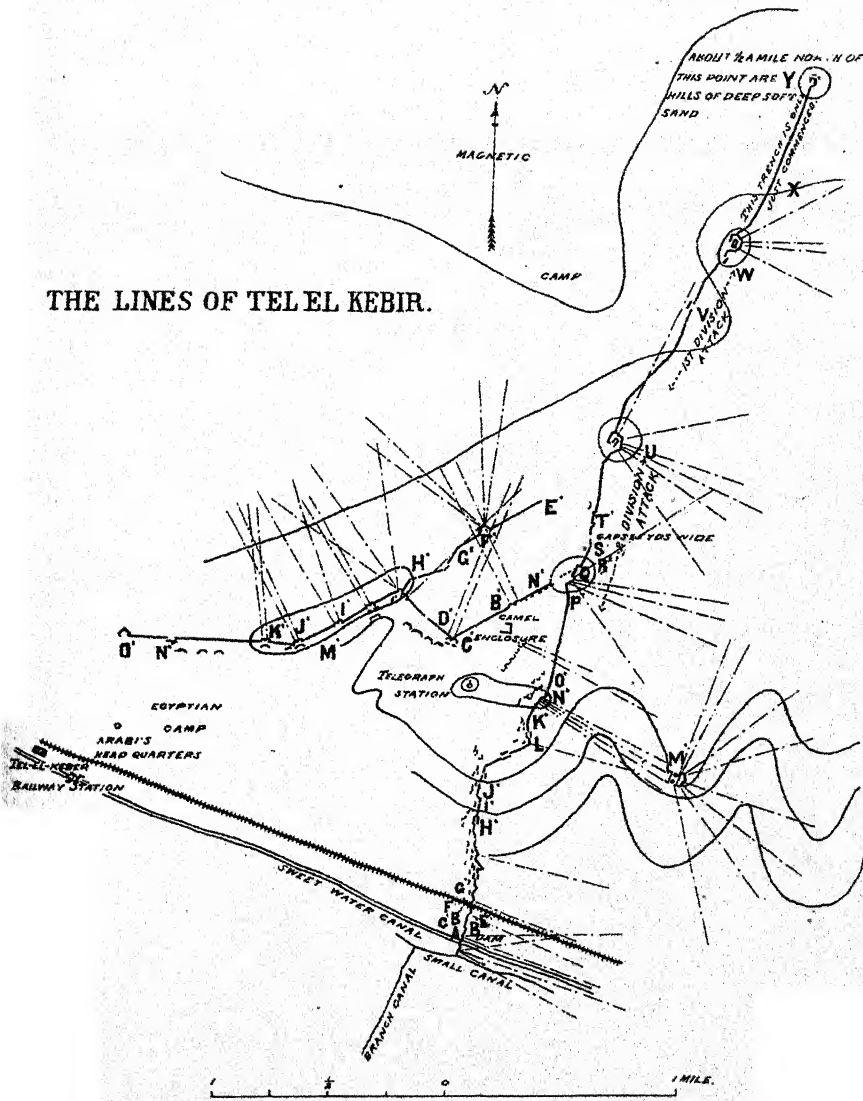 ABOUT ½ A MILE NORTH OF
THIS POINT ARE
HILLS OF DEEP SOFT
SAND
Y
THIS TRENCH IS ONLY
JUST COMMENCED.
N
MAGNETIC
X
W
CAMP
THE LINES OF TEL EL KEBIR.
V
1ST DIVISION
ATTACK
U
DIVISION
ATTACK
T'
GAPS YDS WIDE
S'
R'
Q
P
E'
F'
G'
H'
N'
B'
D'
C'
CAMEL
ENCLOSURE
I'
J'
K'
M'
O'
N'
TELEGRAPH
STATION
O'
N'
K'
L
M
EGYPTIAN
CAMP
ARABI'S
HEAD QUARTERS
TEL-EL-KEBER
RAILWAY STATION
J'
I'
H'
G'
F
E
C
B
B
A
DAM
SWEET WATER CANAL
SMALL CANAL
BRANCH CANAL
1 ½ 0 1 MILE.